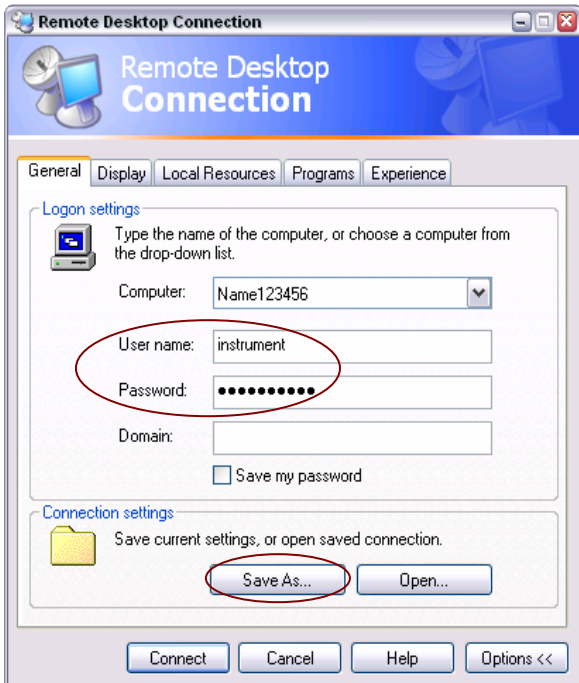 Remote Desktop Connection
Remote Desktop
Connection
General Display Local Resources Programs Experience
Logon settings
Type the name of the computer, or choose a computer from
the drop-down list.
Computer: Name123456
User name: instrument
Password: ●●●●●●●●●●
Domain:
Save my password
Connection settings
Save current settings, or open saved connection.
Save As... Open...
Connect Cancel Help Options <<